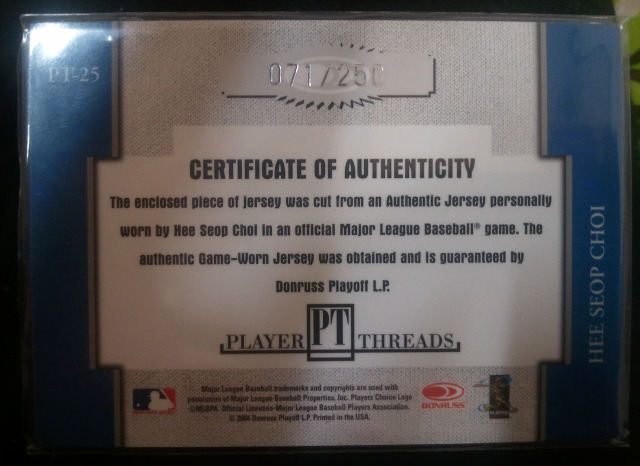 PT-25
071/250
CERTIFICATE OF AUTHENTICITY
The enclosed piece of jersey was cut from an Authentic Jersey personally
worn by Hee Seop Choi in an official Major League Baseball® game. The
authentic Game-Worn Jersey was obtained and is guaranteed by
Donruss Playoff L.P.
PLAYER PT THREADS
HEE SEOP CHOI
Major League Baseball trademarks and copyrights are used with
permission of Major League Baseball Properties, Inc. Players Choice Logo
©MLBPA. Official Licensee-Major League Baseball Players Association.
© 2004 Donruss Playoff L.P. Printed in the USA.
DONRUSS